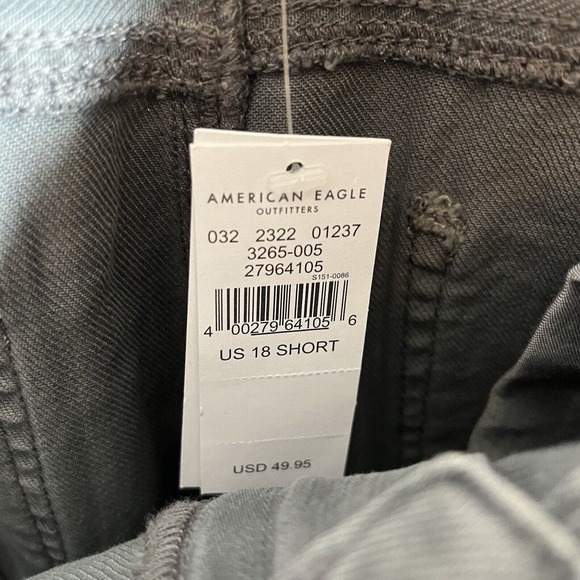 AMERICAN EAGLE
OUTFITTERS
032 2322 01237
3265-005
27964105
S151-0086
4 00279 64105 6
US 18 SHORT
USD 49.95